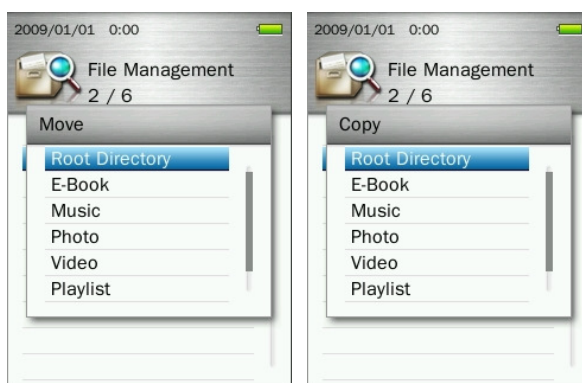 2009/01/01 0:00
File Management
2 / 6
Move
Root Directory
E-Book
Music
Photo
Video
Playlist
2009/01/01 0:00
File Management
2 / 6
Copy
Root Directory
E-Book
Music
Photo
Video
Playlist